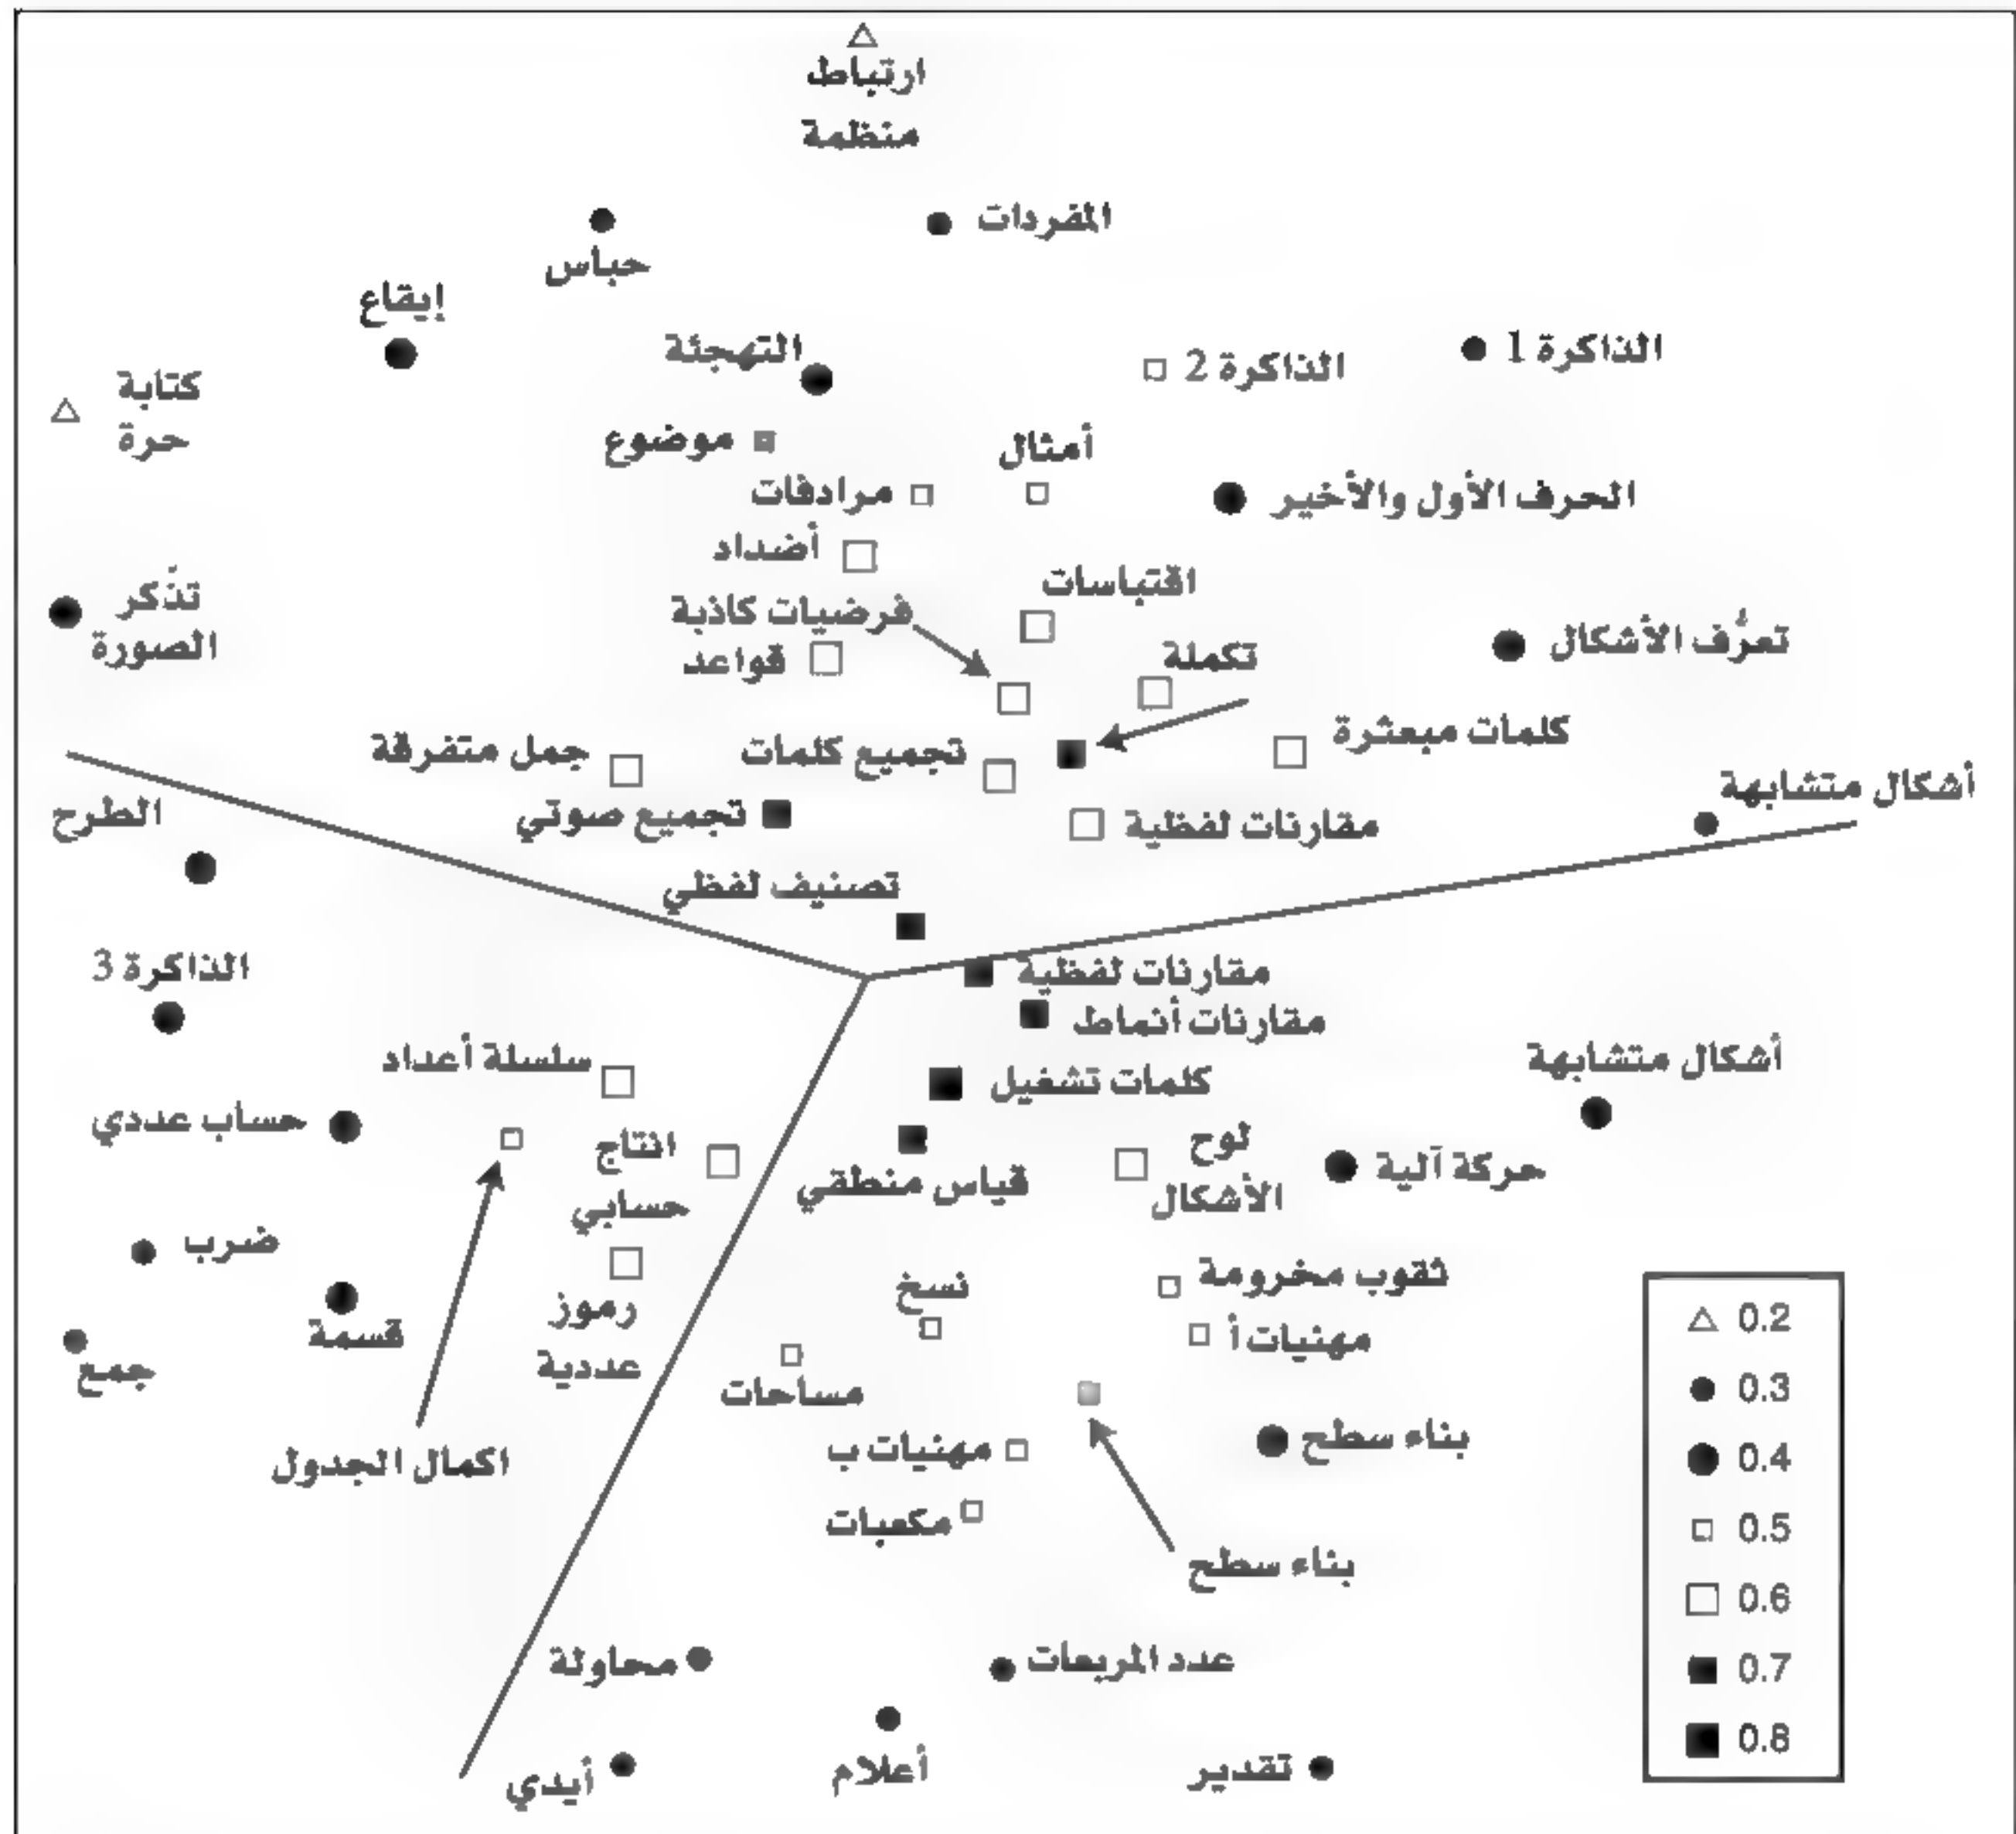 ارتباط
منظمة
المفردات
حباس
إيقاع
الذاكرة 1
التهجئة
الذاكرة 2
كتابة
حرة
موضوع
أمثال
مرادفات
الحرف الأول والأخير
أضداد
اقتباسات
تذّكر
الصورة
فرضيات كاذبة
تعرُّف الأشكال
قواعد
تكملة
كلمات مبعثرة
جمل متفرقة
تجميع كلمات
أشكال متشابهة
الطرح
تجميع صوتي
مقارنات لفظية
تصنيف لفظي
الذاكرة 3
مقارنات لفظية
مقارنات أنماط
سلسلة أعداد
أشكال متشابهة
كلمات تشغيل
حساب عددي
انتاج
حسابي
لوح
الأشكال
حركة آلية
قياس منطقي
ضرب
ثقوب مخرومة
نسخ
رموز
عددية
قسمة
مهنيات أ
جمع
مساحات
بناء سطح
مهنيات ب
اكمال الجدول
مكعبات
بناء سطح
محاولة
عدد المربعات
أعلام
أيدي
تقدير
0.2
0.3
0.4
0.5
0.6
0.7
0.8